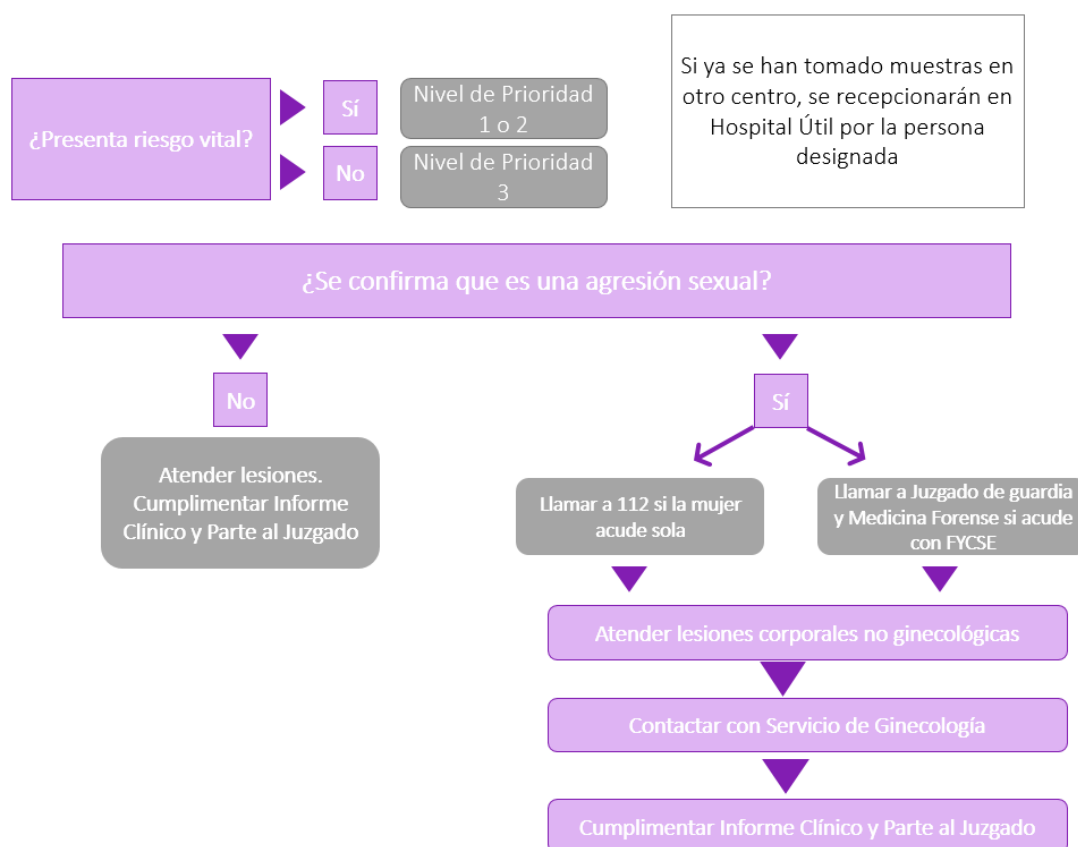 ¿Presenta riesgo vital?
Sí
Nivel de Prioridad
1 o 2
No
Nivel de Prioridad
3
Si ya se han tomado muestras en
otro centro, se recepcionarán en
Hospital Útil por la persona
designada
¿Se confirma que es una agresión sexual?
No
Atender lesiones.
Cumplimentar Informe
Clínico y Parte al Juzgado
Sí
Llamar a 112 si la mujer
acude sola
Llamar a Juzgado de guardia
y Medicina Forense si acude
con FYCSE
Atender lesiones corporales no ginecológicas
Contactar con Servicio de Ginecología
Cumplimentar Informe Clínico y Parte al Juzgado